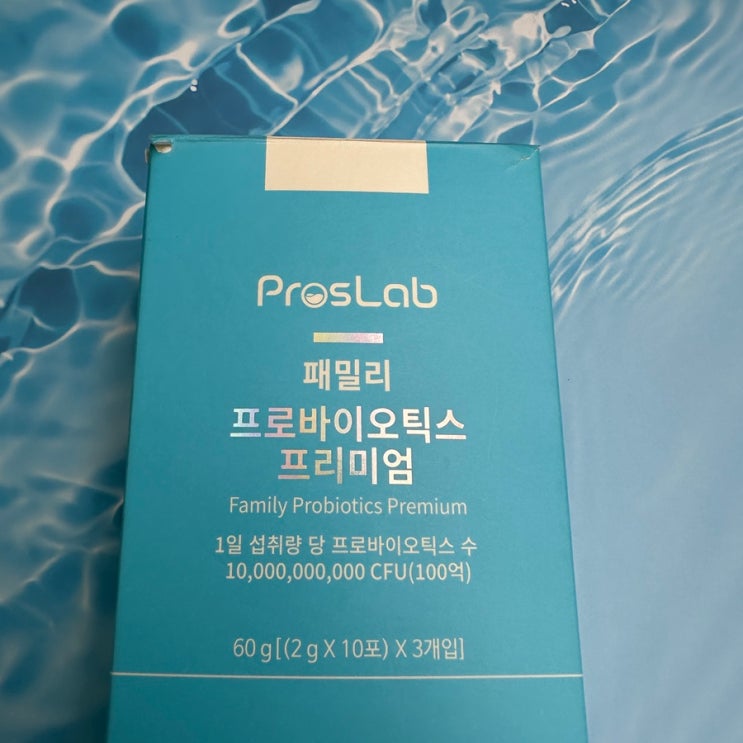 ProsLab
패밀리
프로바이오틱스
프리미엄
Family Probiotics Premium
1일 섭취량 당 프로바이오틱스 수
10,000,000,000 CFU(100억)
60 g[(2 g X 10포) X 3개입]